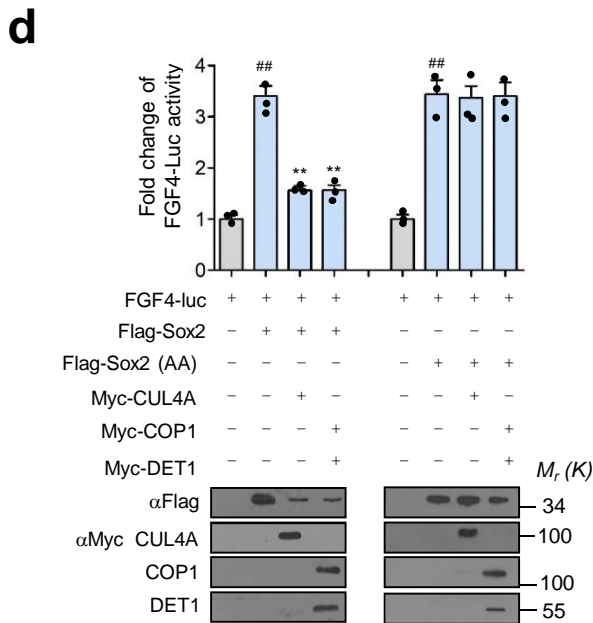 d
Fold change of
FGF4-Luc activity
4
3
2
1
0
##
**
**
##
FGF4-luc + + + + + + + +
Flag-Sox2 – + + + – – – –
Flag-Sox2 (AA) – – – – – + + +
Myc-CUL4A – – + – – – + –
Myc-COP1 – – – + – – – +
Myc-DET1 – – – + – – – +
Mr (K)
αFlag 34
αMyc CUL4A 100
COP1 100
DET1 55